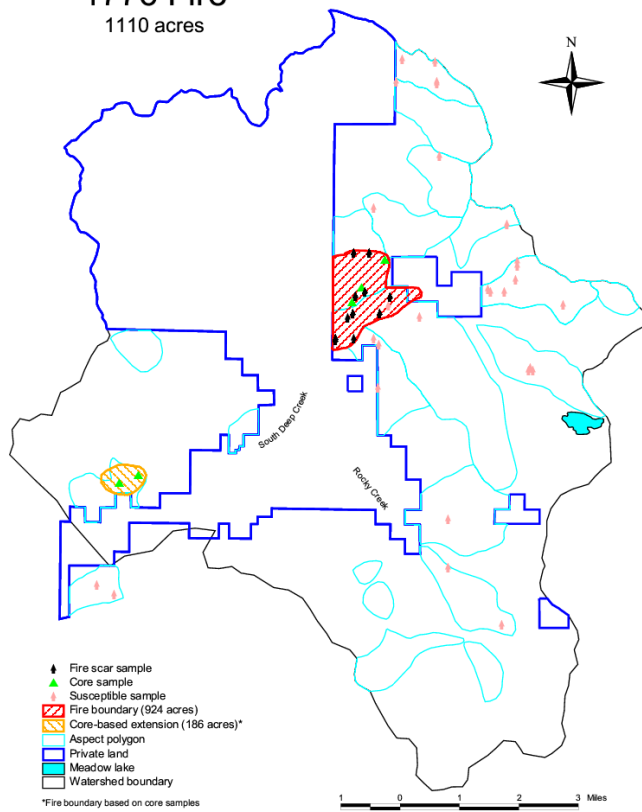 Fire
1110 acres
N
South Deep Creek
Rocky Creek
Fire scar sample
Core sample
Susceptible sample
Fire boundary (924 acres)
Core-based extension (186 acres)*
Aspect polygon
Private land
Meadow lake
Watershed boundary
*Fire boundary based on core samples
1 0 1 2 3 Miles